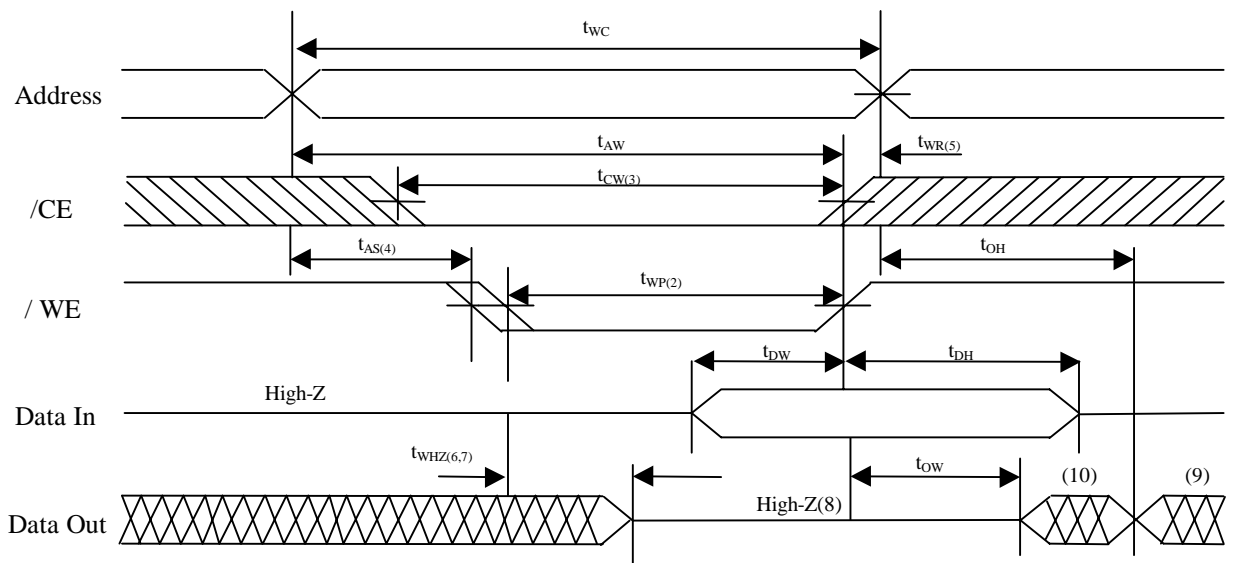 tWC
Address
tAW
tWR(5)
tCW(3)
/CE
tAS(4)
tOH
tWP(2)
/ WE
tDW
tDH
High-Z
Data In
tWHZ(6,7)
tOW
(10)
(9)
High-Z(8)
Data Out